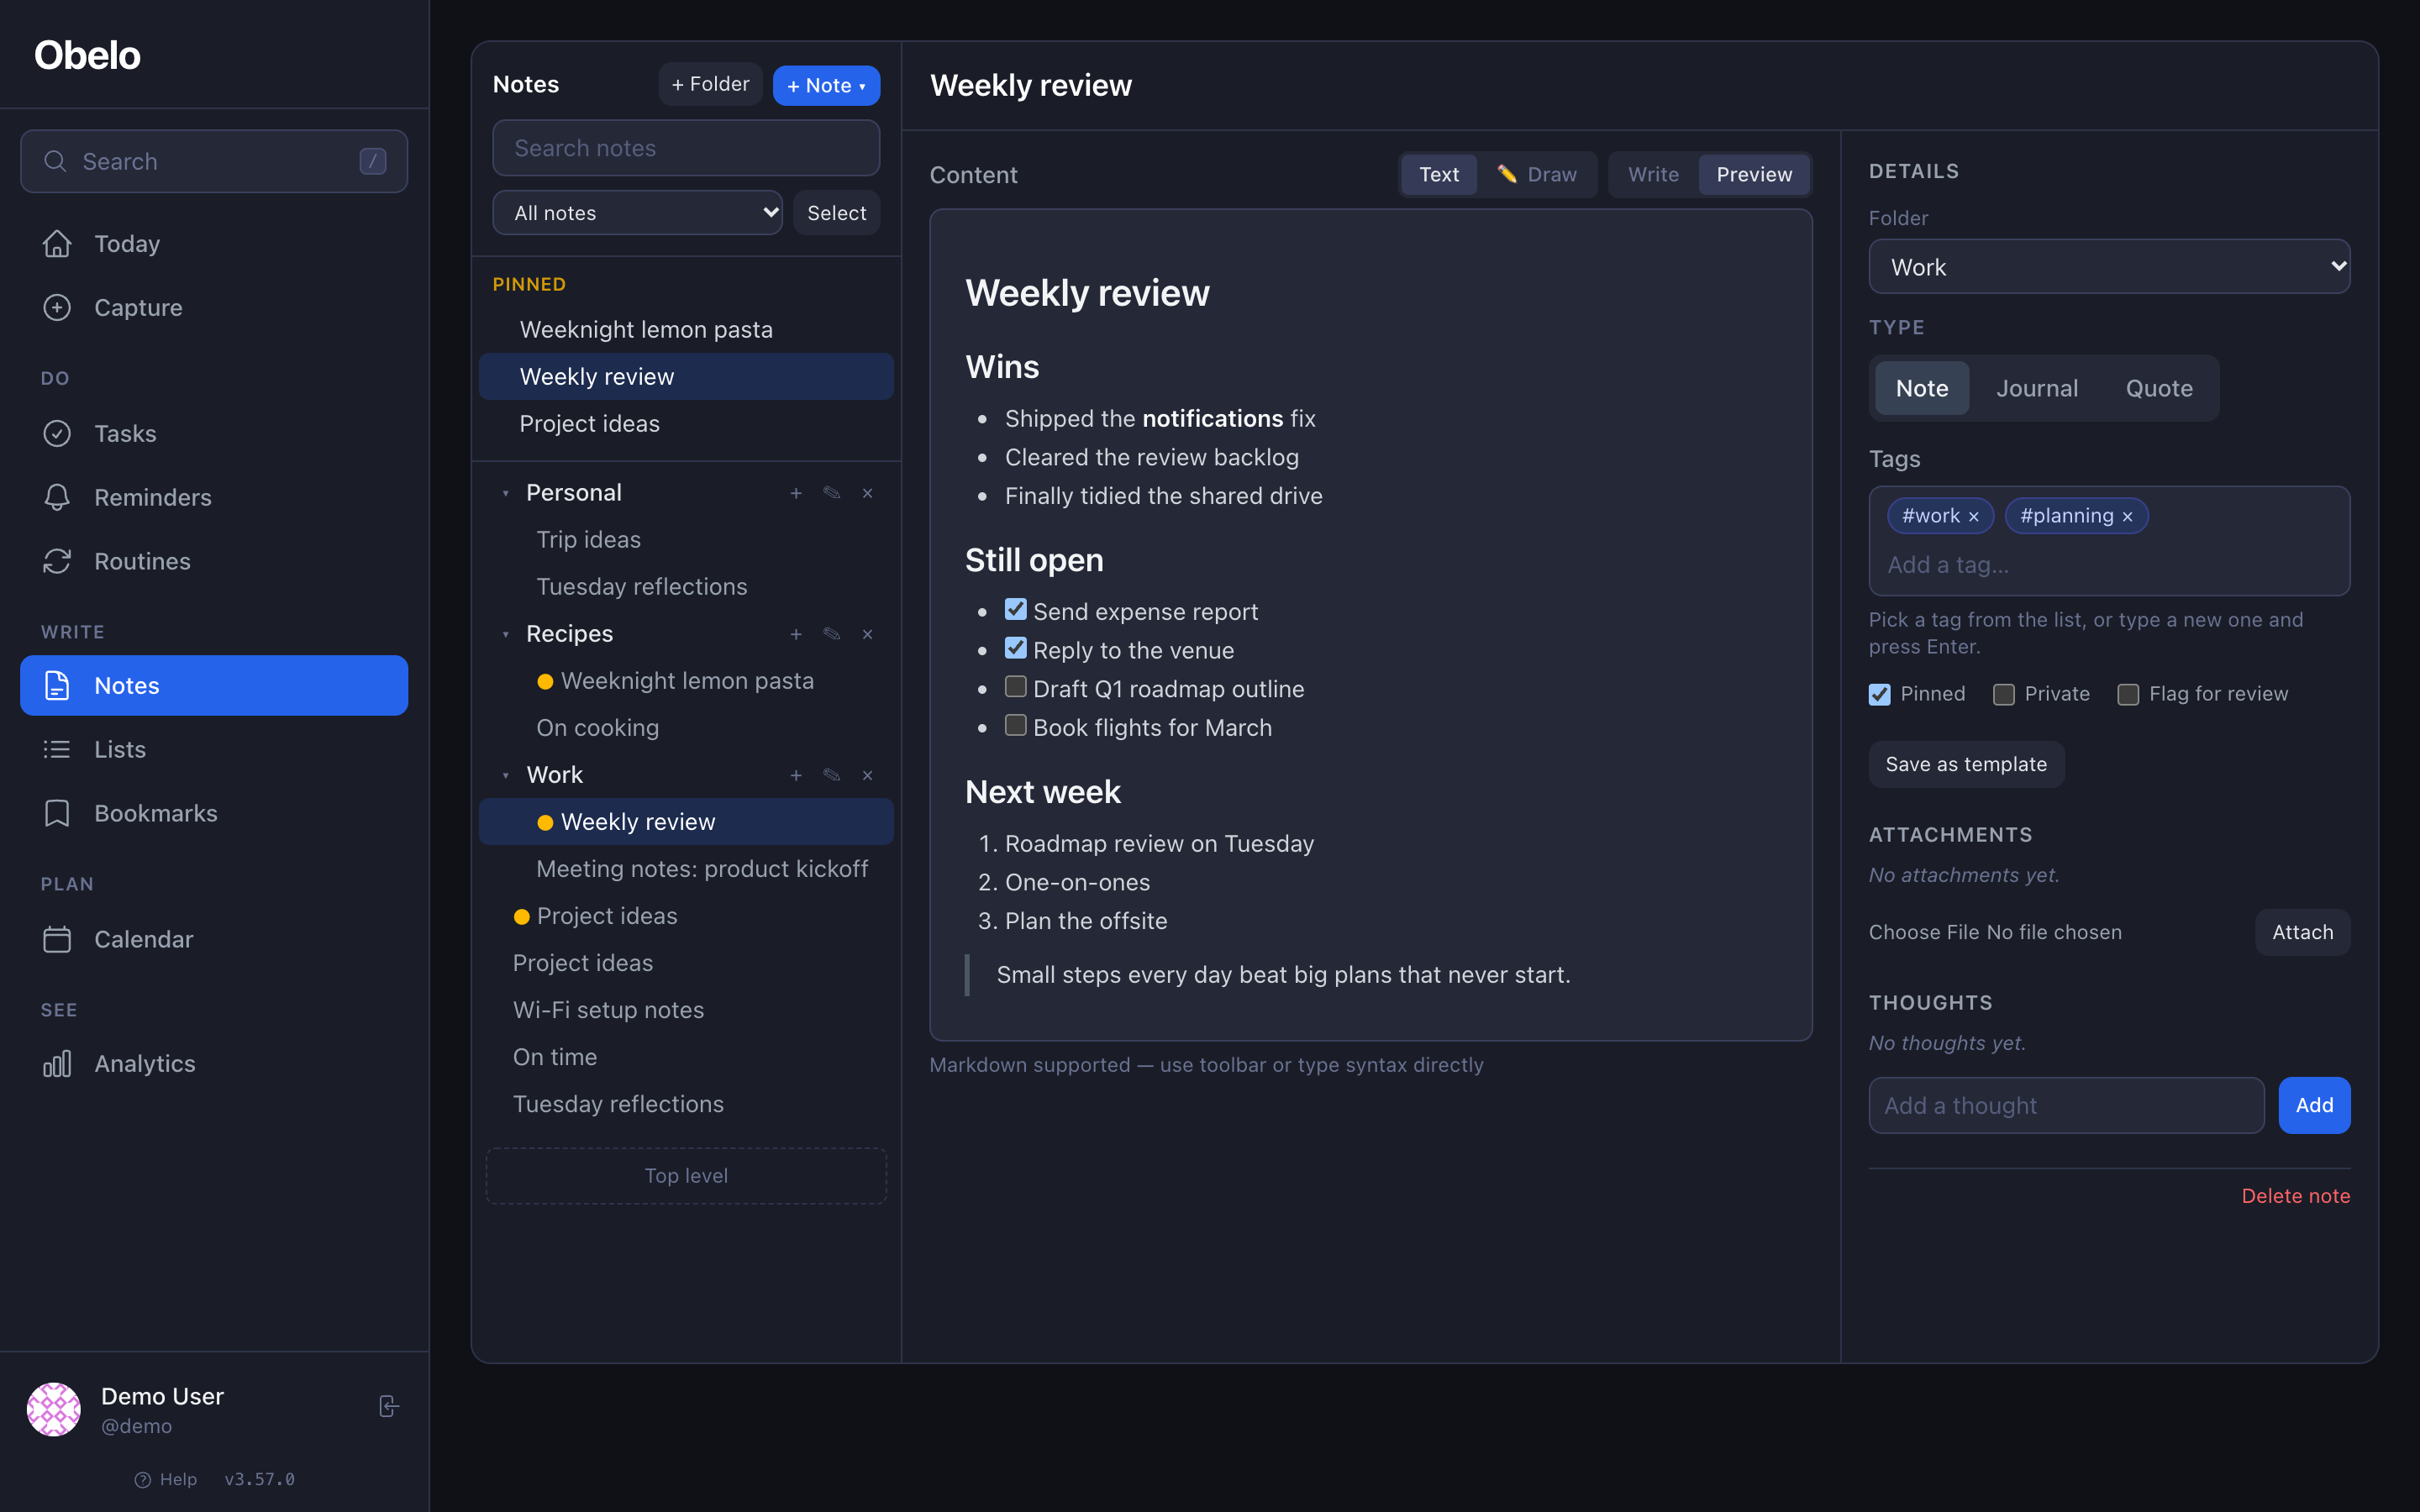 Obelo
Search /
Today
Capture
DO
Tasks
Reminders
Routines
WRITE
Notes
Lists
Bookmarks
PLAN
Calendar
SEE
Analytics
Demo User
@demo
Help v3.57.0
Notes + Folder + Note
Search notes
All notes Select
PINNED
Weeknight lemon pasta
Weekly review
Project ideas
Personal + ×
Trip ideas
Tuesday reflections
Recipes + ×
Weeknight lemon pasta
On cooking
Work + ×
Weekly review
Meeting notes: product kickoff
Project ideas
Project ideas
Wi-Fi setup notes
On time
Tuesday reflections
Top level
Weekly review
Content Text ✏️ Draw Write Preview
Weekly review
Wins
• Shipped the notifications fix
• Cleared the review backlog
• Finally tidied the shared drive
Still open
• Send expense report
• Reply to the venue
• Draft Q1 roadmap outline
• Book flights for March
Next week
1. Roadmap review on Tuesday
2. One-on-ones
3. Plan the offsite
Small steps every day beat big plans that never start.
Markdown supported — use toolbar or type syntax directly
DETAILS
Folder
Work
TYPE
Note Journal Quote
Tags
#work × #planning ×
Add a tag...
Pick a tag from the list, or type a new one and
press Enter.
Pinned Private Flag for review
Save as template
ATTACHMENTS
No attachments yet.
Choose File No file chosen Attach
THOUGHTS
No thoughts yet.
Add a thought Add
Delete note